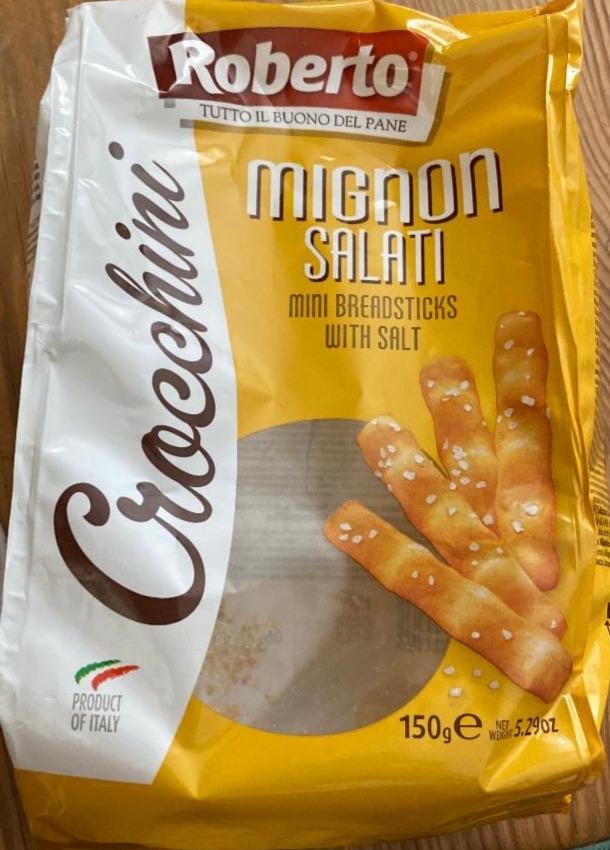 Roberto®
TUTTO IL BUONO DEL PANE
MIGNON
SALATI
MINI BREADSTICKS
WITH SALT
Crocchini
PRODUCT
OF ITALY
150g e NET WEIGHT 5.29OZ